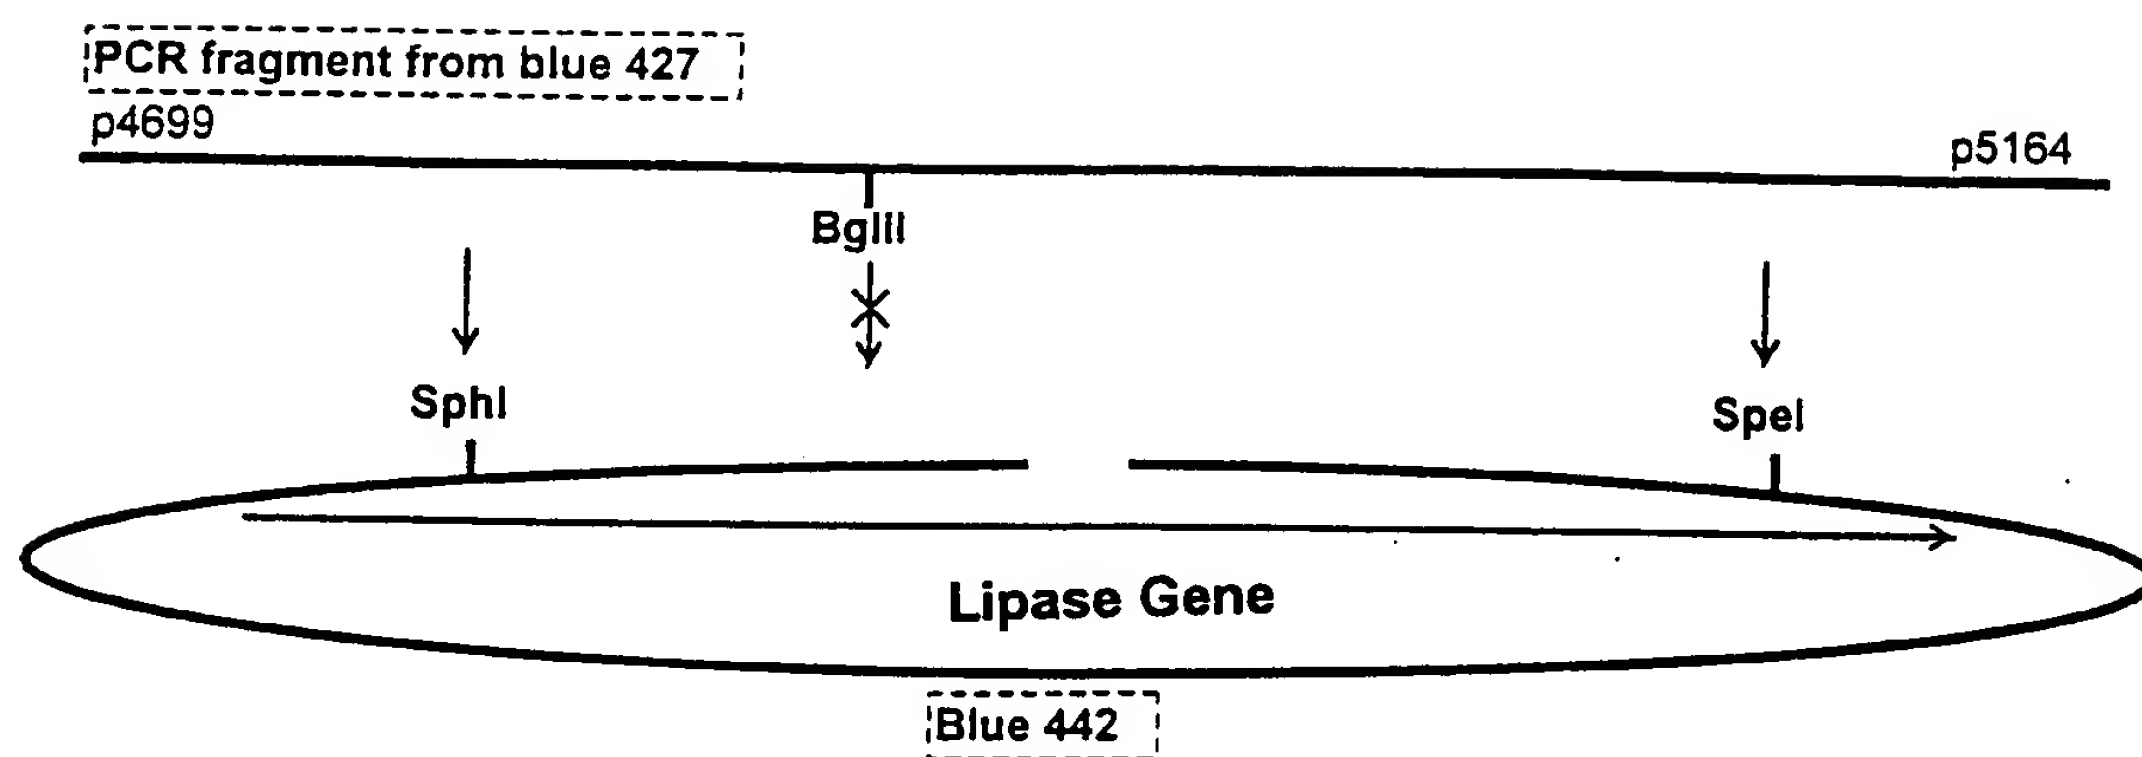 PCR fragment from blue 427
p4699
p5164
BglII
SphI
SpeI
Lipase Gene
Blue 442